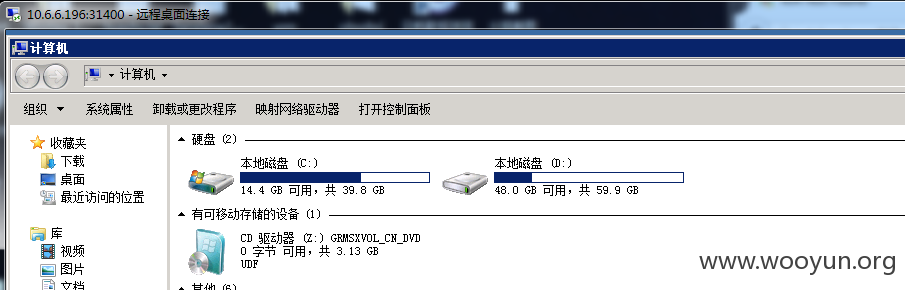 10.6.6.196:31400 - 远程桌面连接
计算机
计算机
组织 系统属性 卸载或更改程序 映射网络驱动器 打开控制面板
收藏夹
下载
桌面
最近访问的位置
库
视频
图片
文档
硬盘 (2)
本地磁盘 (C:)
14.4 GB 可用，共 39.8 GB
本地磁盘 (D:)
48.0 GB 可用，共 59.9 GB
有可移动存储的设备 (1)
CD 驱动器 (Z:) GRMSXVOL_CN_DVD
0 字节 可用，共 3.13 GB
UDF
其他 (6)
www.wooyun.org